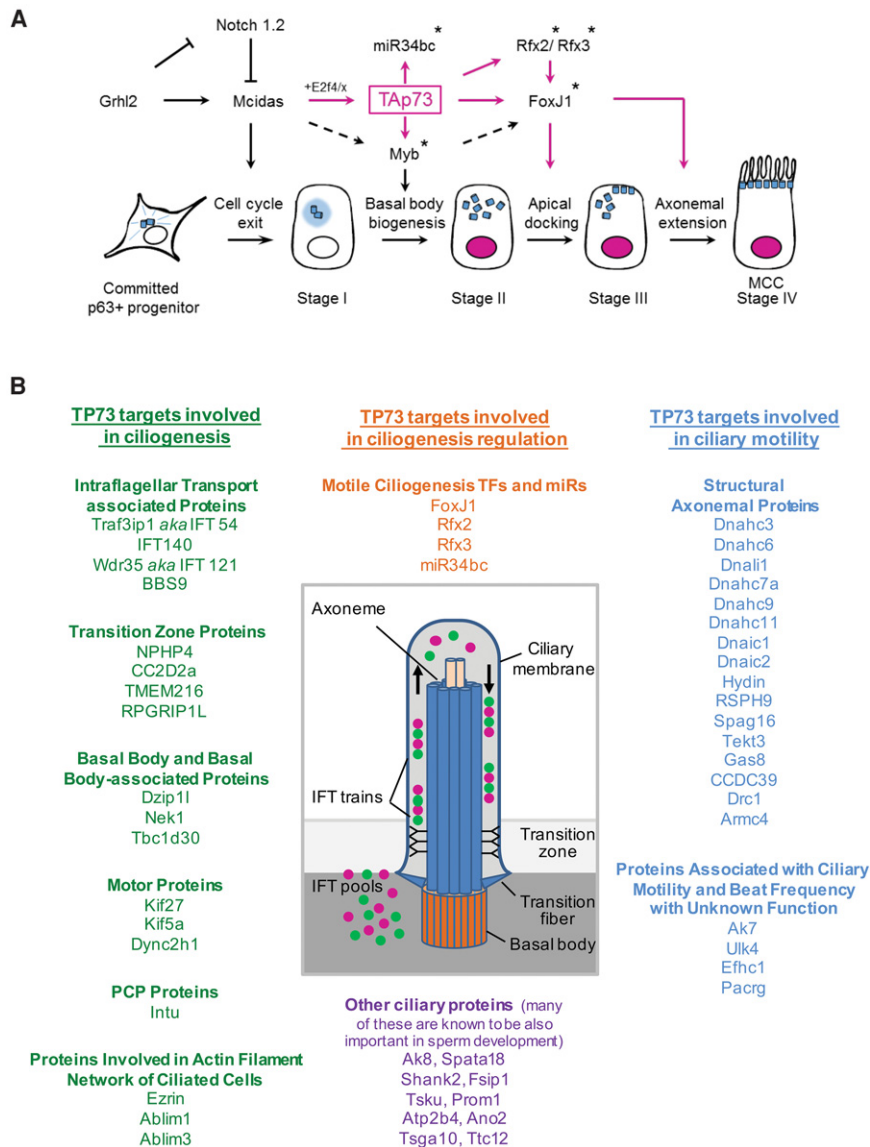 A
Notch 1.2
miR34bc*
Rfx2/ Rfx3*
Grhl2
Mcidas
+E2f4/x
TAp73
FoxJ1*
Myb*
Cell cycle
exit
Basal body
biogenesis
Apical
docking
Axonemal
extension
Committed
p63+ progenitor
Stage I
Stage II
Stage III
MCC
Stage IV
B
TP73 targets involved
in ciliogenesis
Intraflagellar Transport
associated Proteins
Traf3ip1 aka IFT 54
IFT140
Wdr35 aka IFT 121
BBS9
Transition Zone Proteins
NPHP4
CC2D2a
TMEM216
RPGRIP1L
Basal Body and Basal
Body-associated Proteins
Dzip1l
Nek1
Tbc1d30
Motor Proteins
Kif27
Kif5a
Dync2h1
PCP Proteins
Intu
Proteins Involved in Actin Filament
Network of Ciliated Cells
Ezrin
Ablim1
Ablim3
TP73 targets involved
in ciliogenesis regulation
Motile Ciliogenesis TFs and miRs
FoxJ1
Rfx2
Rfx3
miR34bc
Axoneme
Ciliary
membrane
IFT trains
Transition
zone
IFT pools
Transition
fiber
Basal body
Other ciliary proteins (many
of these are known to be also
important in sperm development)
Ak8, Spata18
Shank2, Fsip1
Tsku, Prom1
Atp2b4, Ano2
Tsga10, Ttc12
TP73 targets involved
in ciliary motility
Structural
Axonemal Proteins
Dnahc3
Dnahc6
Dnali1
Dnahc7a
Dnahc9
Dnahc11
Dnaic1
Dnaic2
Hydin
RSPH9
Spag16
Tekt3
Gas8
CCDC39
Drc1
Armc4
Proteins Associated with Ciliary
Motility and Beat Frequency
with Unknown Function
Ak7
Ulk4
Efhc1
Pacrg